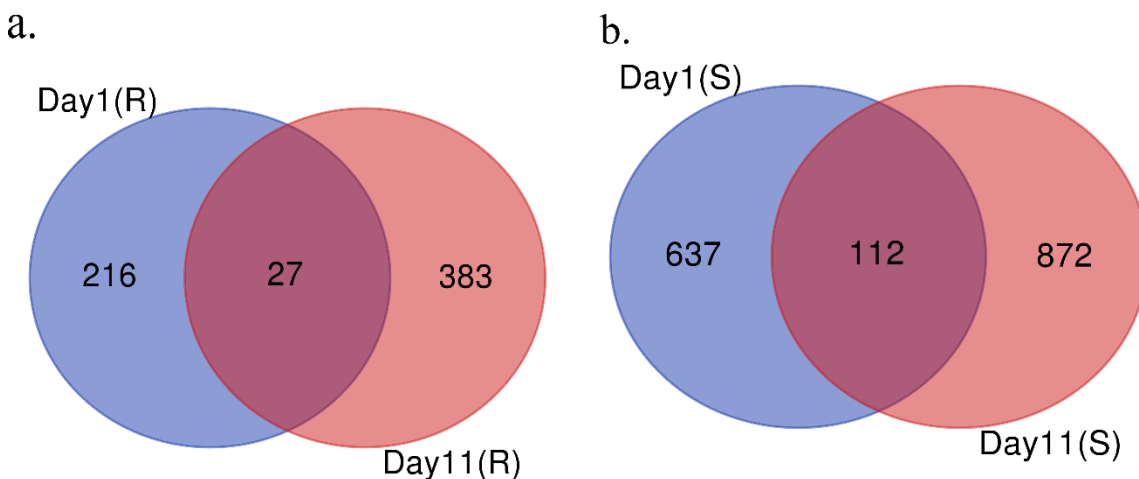 a.
Day1(R)
216
27
383
Day11(R)
b.
Day1(S)
637
112
872
Day11(S)